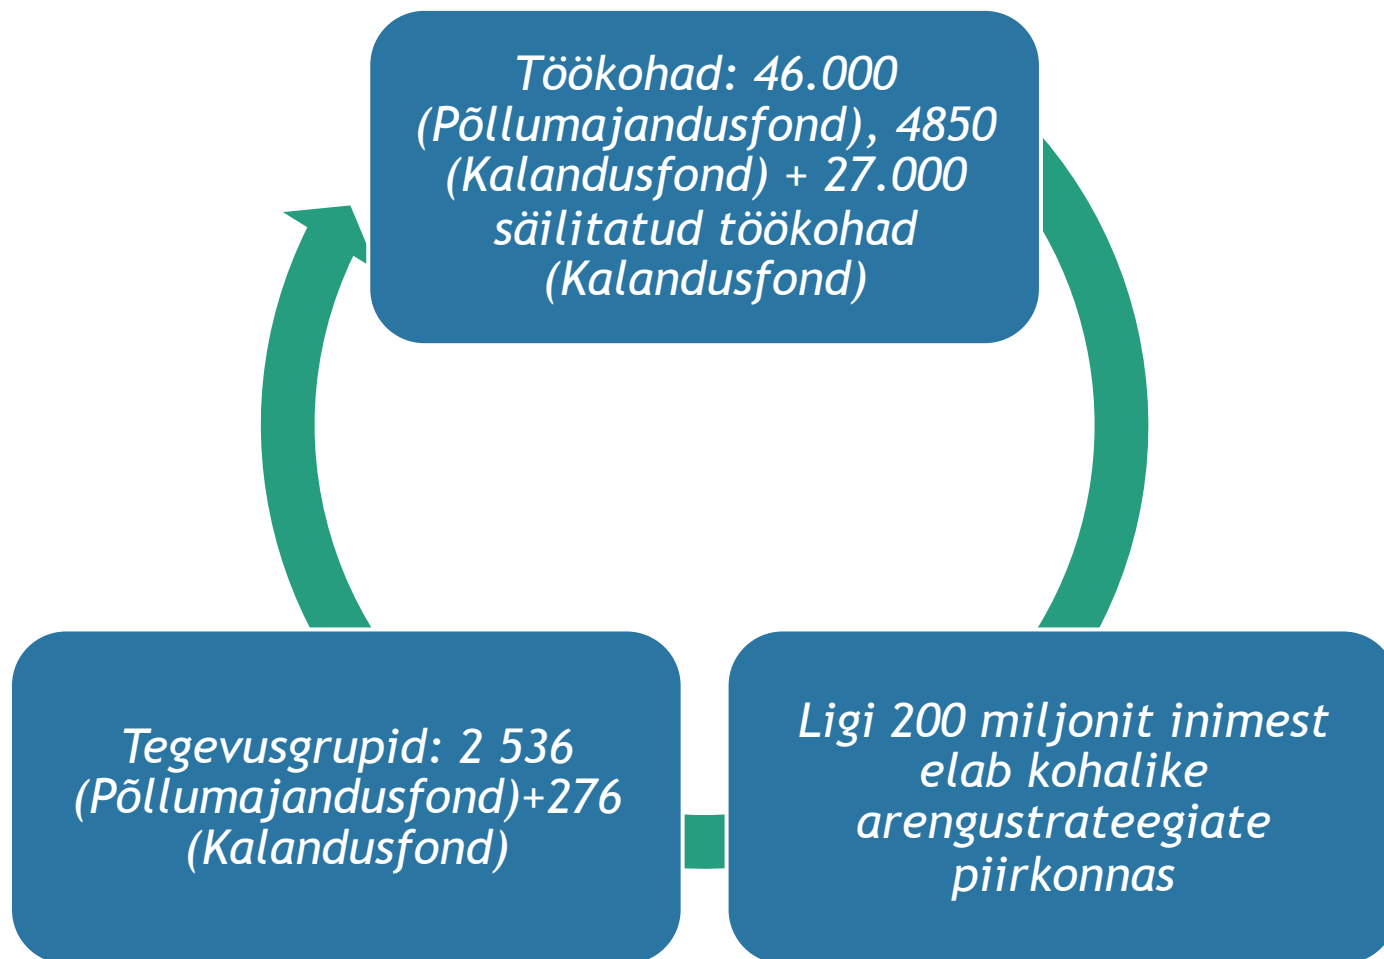 Töökohad: 46.000
(Põllumajandusfond), 4850
(Kalandusfond) + 27.000
säilitatud töökohad
(Kalandusfond)
Tegevusgrupid: 2 536
(Põllumajandusfond)+276
(Kalandusfond)
Ligi 200 miljonit inimest
elab kohalike
arengustrateegiate
piirkonnas